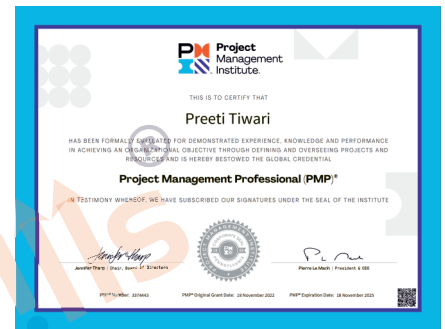 Project
Management
Institute.
THIS IS TO CERTIFY THAT
Preeti Tiwari
HAS BEEN FORMALLY EVALUATED FOR DEMONSTRATED EXPERIENCE, KNOWLEDGE AND PERFORMANCE
IN ACHIEVING AN ORGANIZATIONAL OBJECTIVE THROUGH DEFINING AND OVERSEEING PROJECTS AND
RESOURCES AND IS HEREBY BESTOWED THE GLOBAL CREDENTIAL
Project Management Professional (PMP)®
IN TESTIMONY WHEREOF, WE HAVE SUBSCRIBED OUR SIGNATURES UNDER THE SEAL OF THE INSTITUTE
Jennifer Tharp | Chair, Board of Directors
Pierre Le Manh | President & CEO
PMP® Number: 3374443
PMP® Original Grant Date: 18 November 2022
PMP® Expiration Date: 18 November 2025